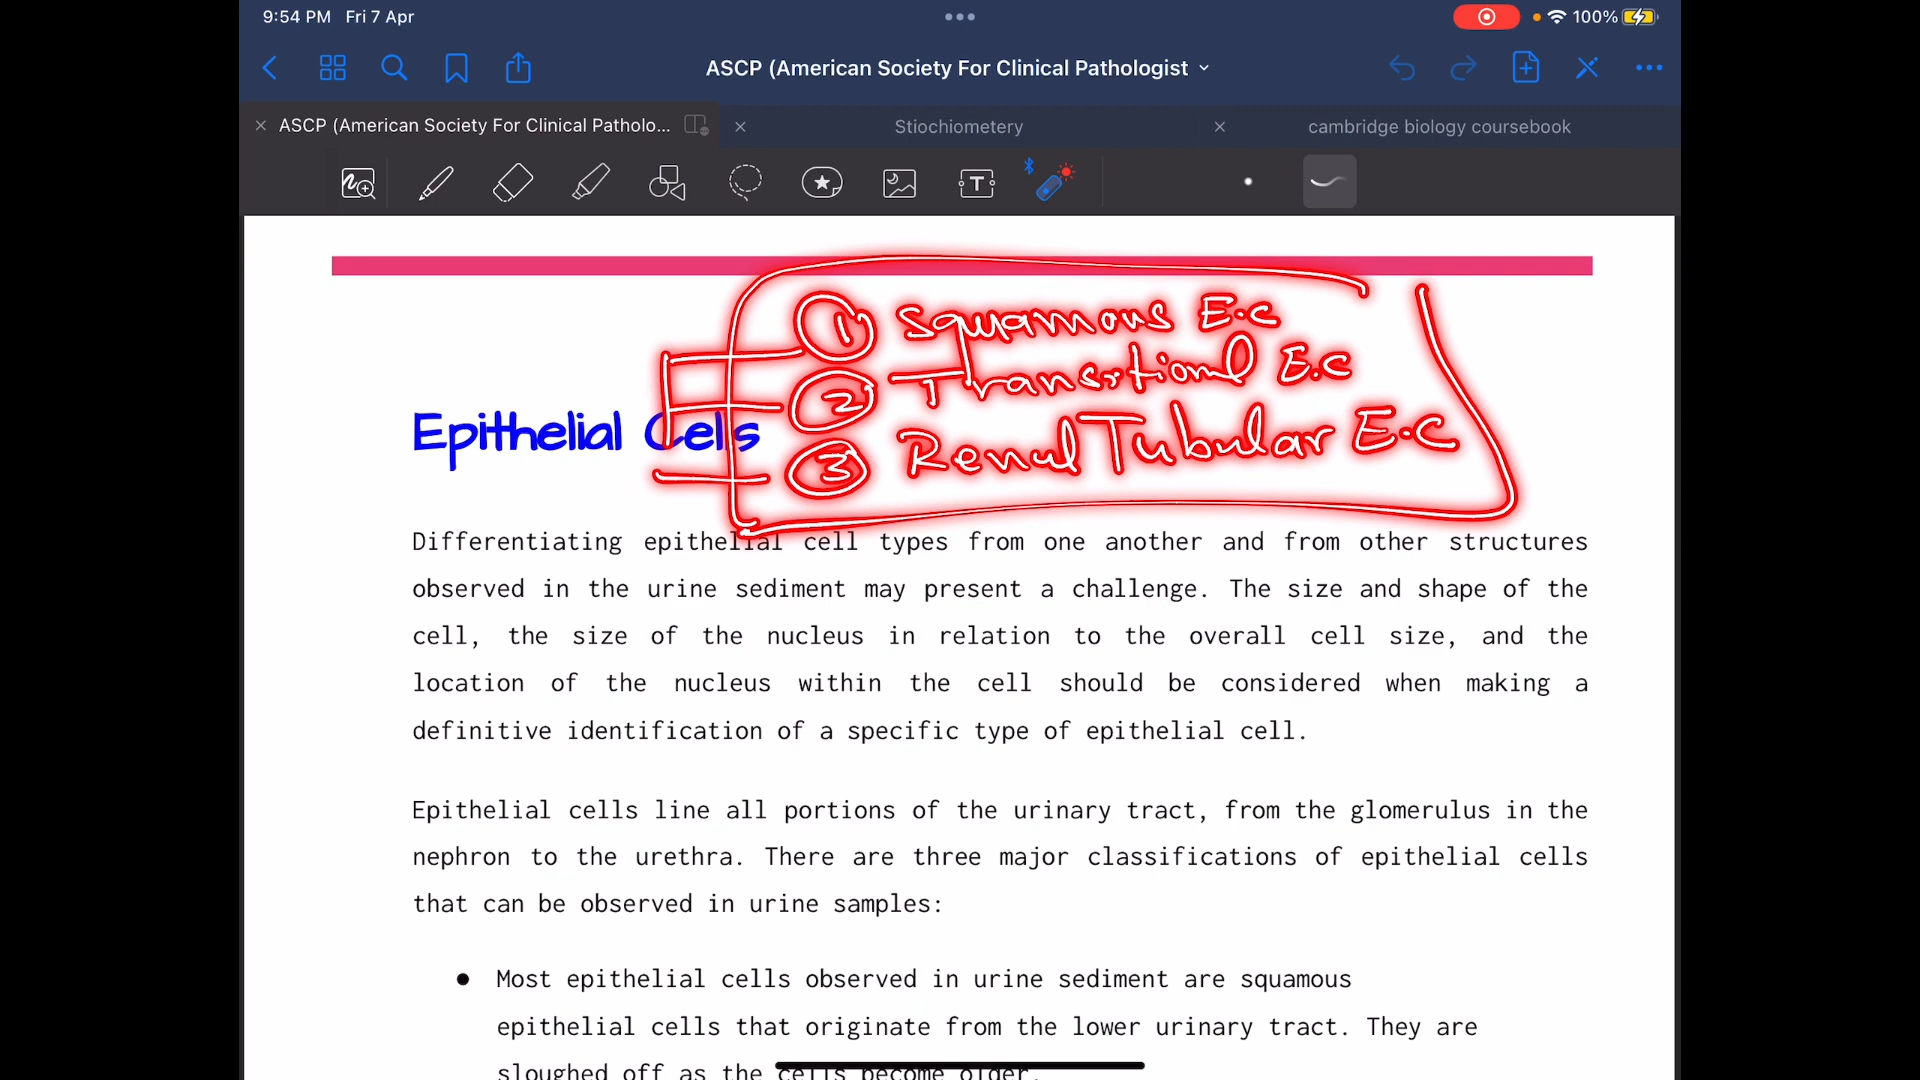 9:54 PM Fri 7 Apr
100%
ASCP (American Society For Clinical Pathologist
ASCP (American Society For Clinical Patholo...
Stiochiometery
cambridge biology coursebook
T
1 Squamous E.C
2 Transitional E.C
3 Renal Tubular E.C
Epithelial Cells
Differentiating epithelial cell types from one another and from other structures
observed in the urine sediment may present a challenge. The size and shape of the
cell, the size of the nucleus in relation to the overall cell size, and the
location of the nucleus within the cell should be considered when making a
definitive identification of a specific type of epithelial cell.
Epithelial cells line all portions of the urinary tract, from the glomerulus in the
nephron to the urethra. There are three major classifications of epithelial cells
that can be observed in urine samples:
● Most epithelial cells observed in urine sediment are squamous
epithelial cells that originate from the lower urinary tract. They are
sloughed off as the cells become older.